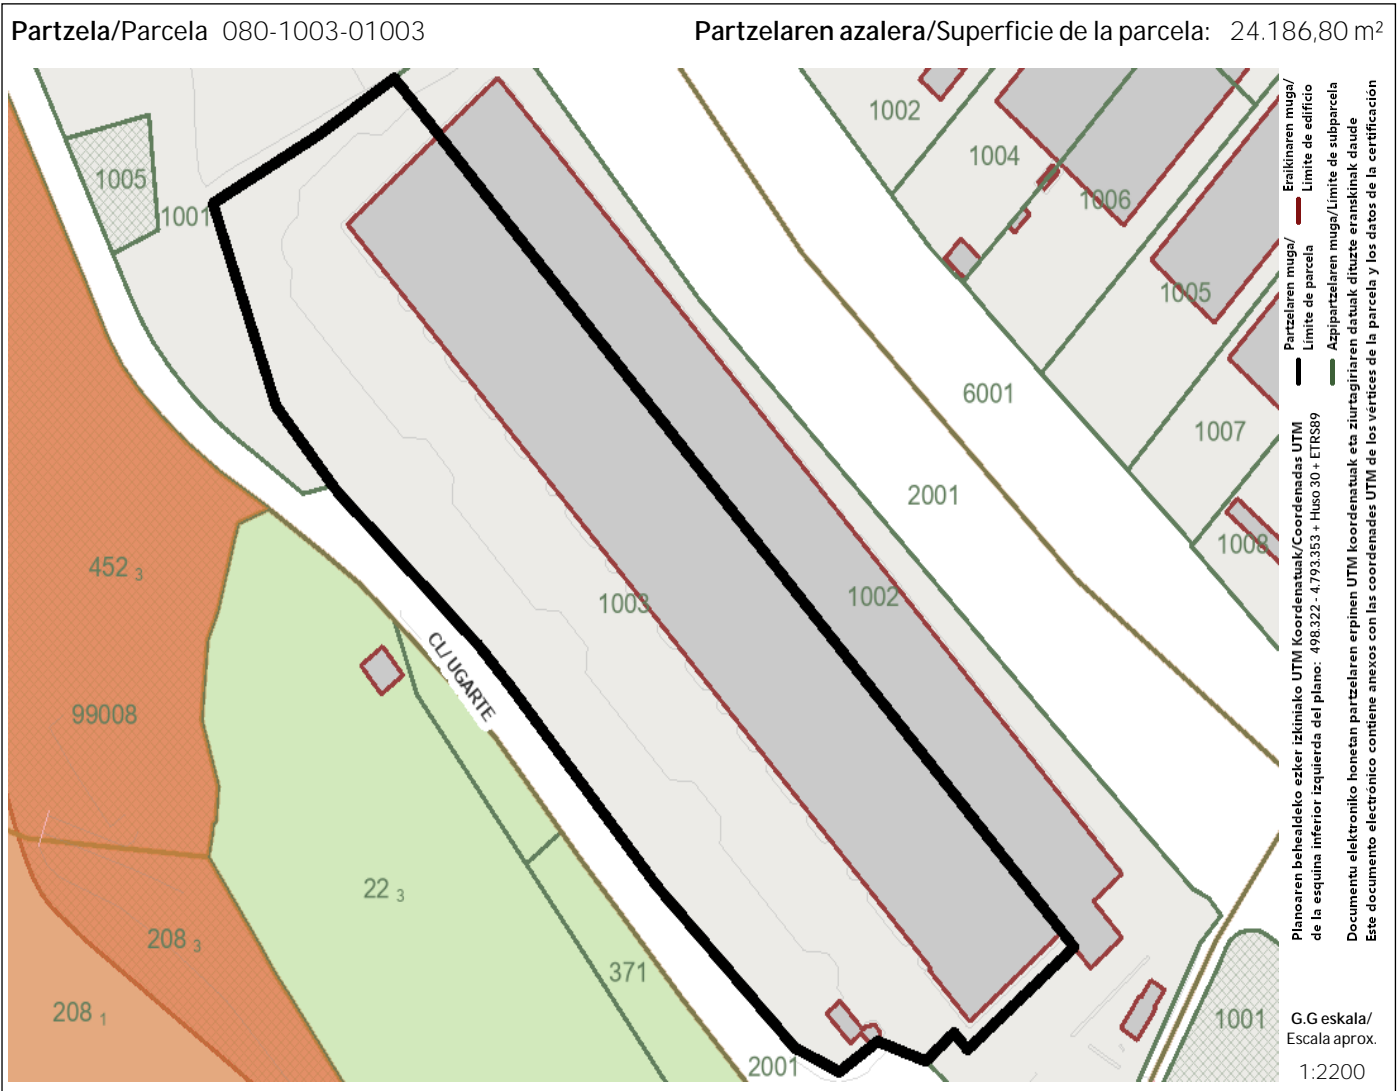 Partzela/Parcela 080-1003-01003
Partzelaren azalera/Superficie de la parcela: 24.186,80 m²
1002
1004
1006
1005
1001
1005
6001
1007
2001
1008
452 3
1003
1002
CL/ UGARTE
99008
22 3
208 3
371
208 1
1001
2001
Eraikinaren muga/
Límite de edificio
Partzelaren muga/
Límite de parcela
Azpipartzelaren muga/Límite de subparcela
Planoaren behealdeko ezker izkiniako UTM Koordenatuak/Coordenadas UTM
de la esquina inferior izquierda del plano: 498.322 - 4.793.353 + Huso 30 + ETRS89
Documentu elektroniko honetan partzelaren erpinen UTM koordenatuak eta ziurtagiriaren datuak dituzte eranskinak daude
Este documento electrónico contiene anexos con las coordenades UTM de los vértices de la parcela y los datos de la certificación
G.G eskala/
Escala aprox.
1:2200